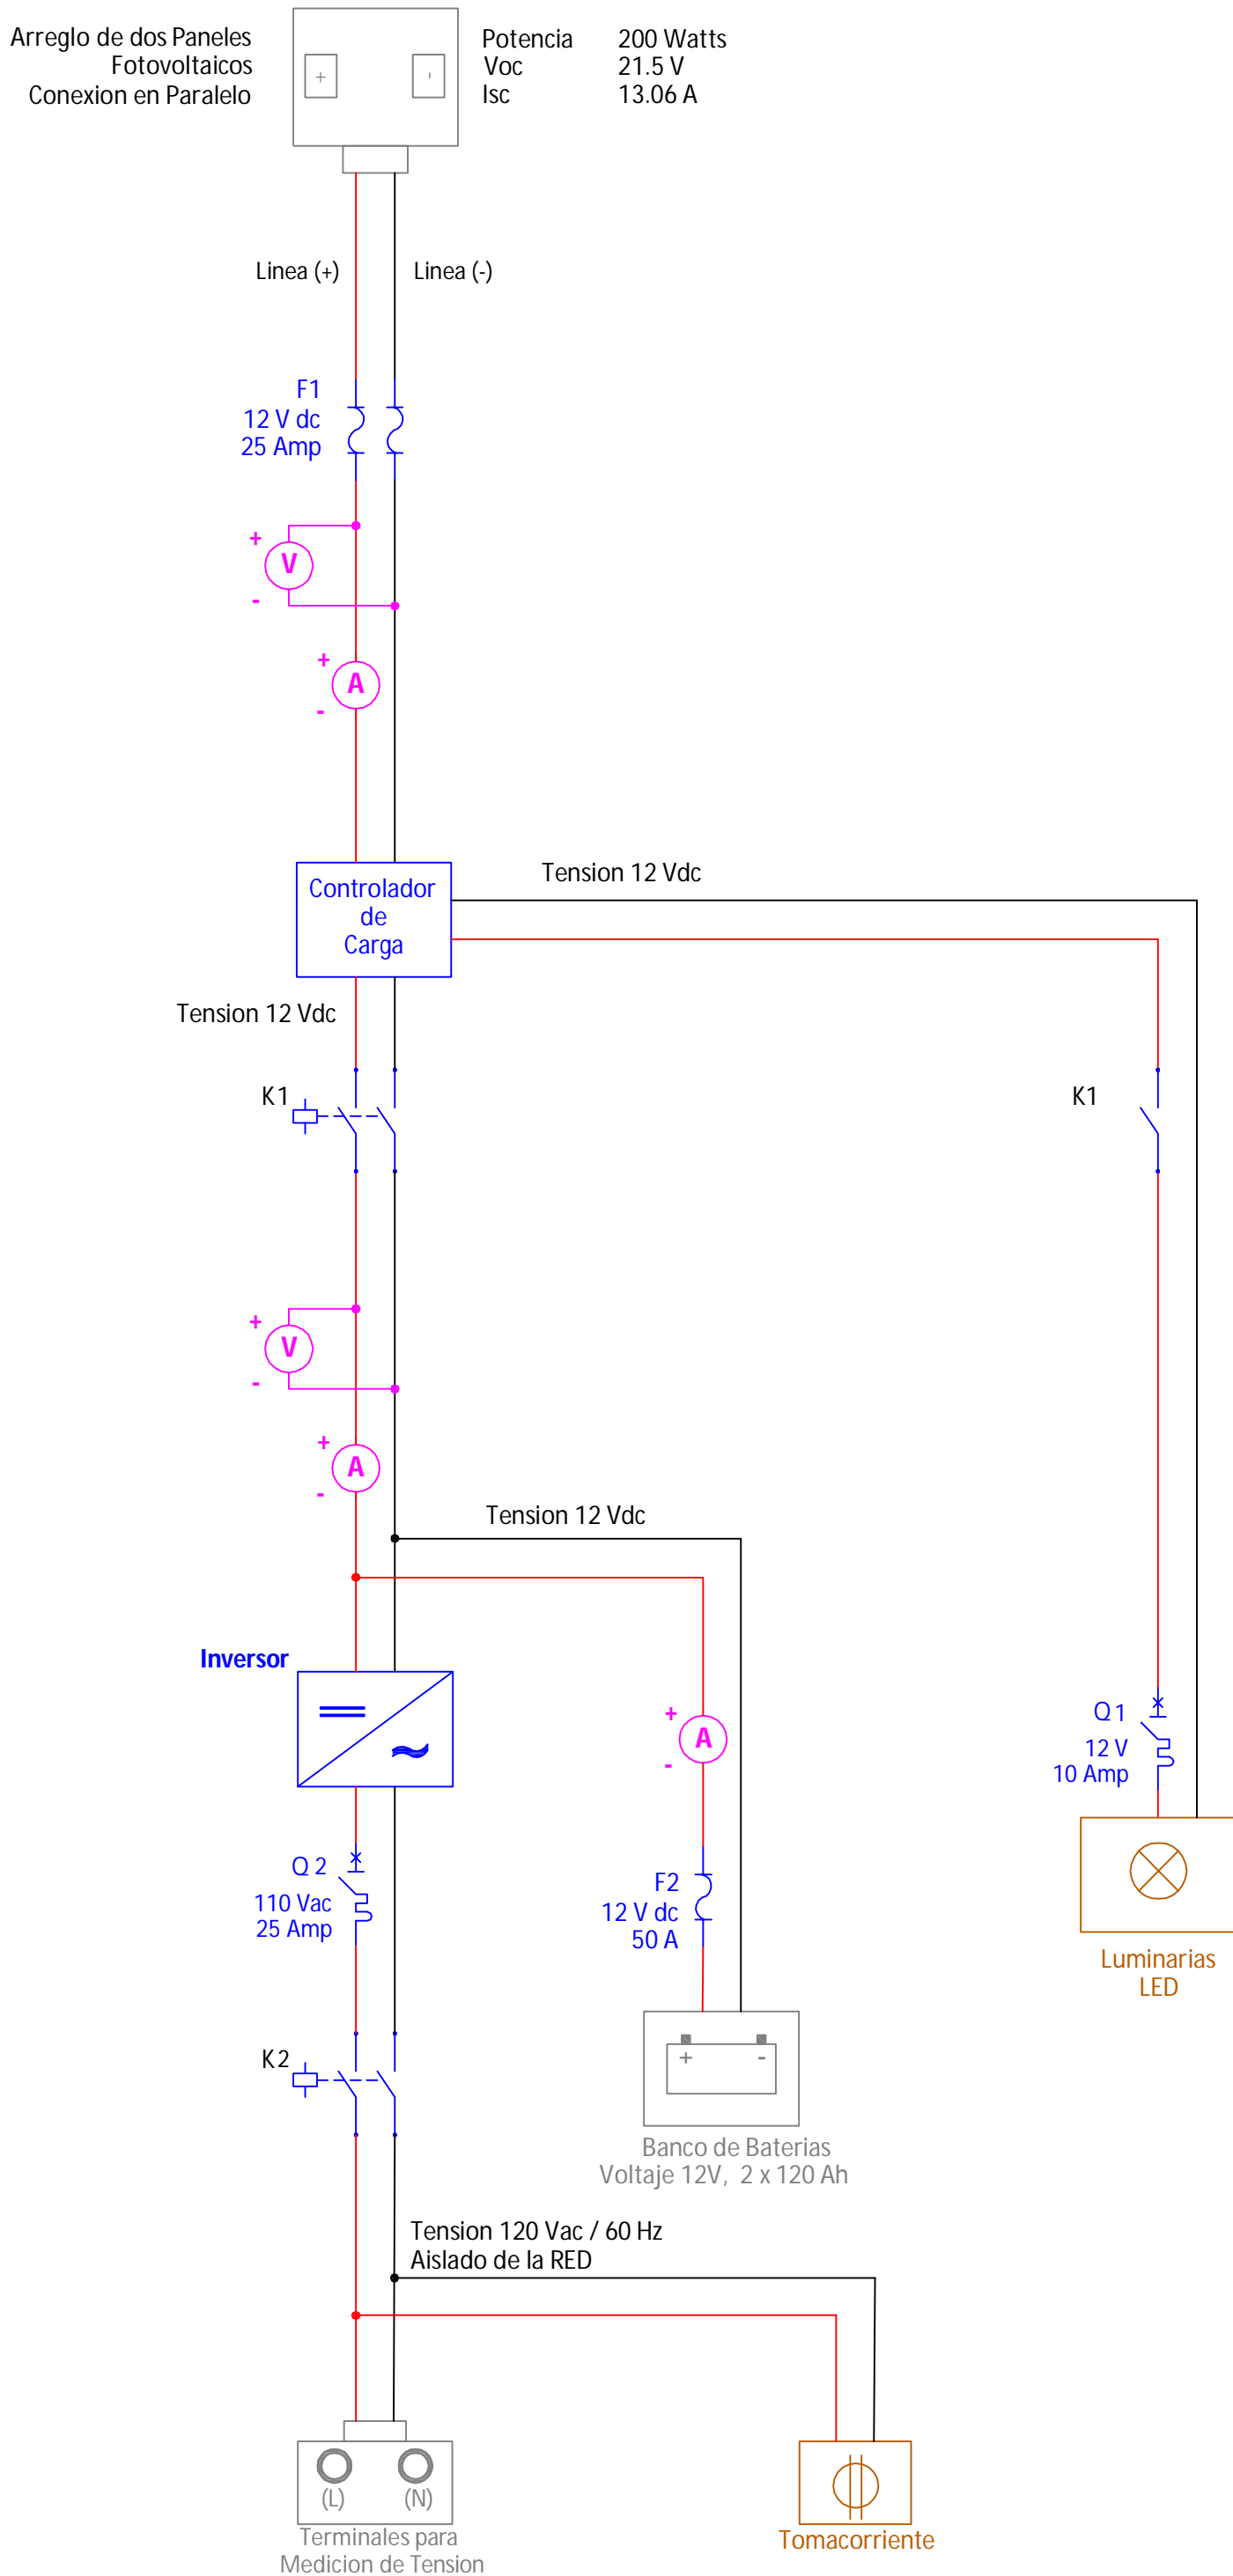 Arreglo de dos Paneles
Fotovoltaicos
Conexion en Paralelo
+ -
Potencia 200 Watts
Voc 21.5 V
Isc 13.06 A
Linea (+) Linea (-)
F1
12 V dc
25 Amp
+
V
-
+
A
-
Controlador
de
Carga
Tension 12 Vdc
Tension 12 Vdc
K1
K1
+
V
-
+
A
-
Tension 12 Vdc
Inversor
+
A
-
Q1
12 V
10 Amp
Luminarias
LED
Q 2
110 Vac
25 Amp
F2
12 V dc
50 A
K2
+ -
Banco de Baterias
Voltaje 12V, 2 x 120 Ah
Tension 120 Vac / 60 Hz
Aislado de la RED
(L) (N)
Terminales para
Medicion de Tension
Tomacorriente